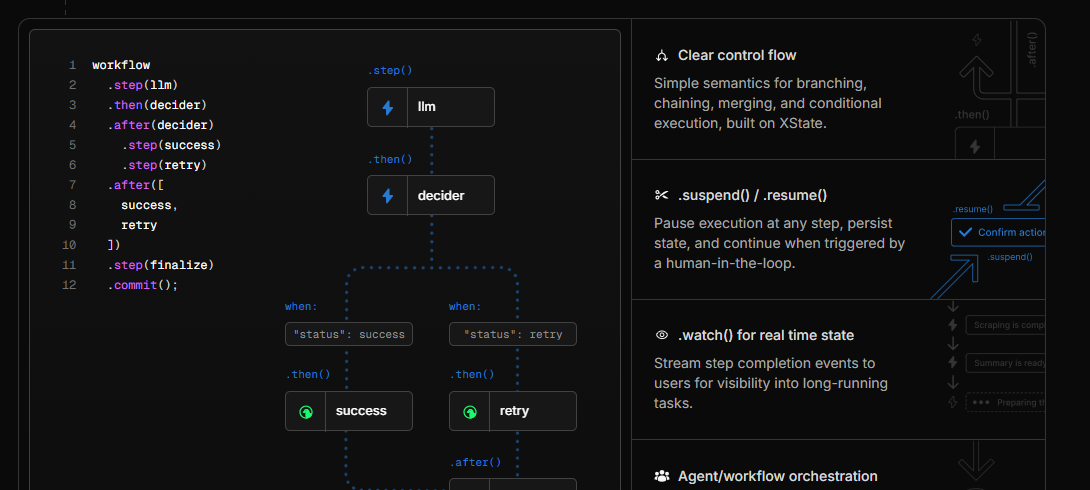 1 workflow
2 .step(llm)
3 .then(decider)
4 .after(decider)
5 .step(success)
6 .step(retry)
7 .after([
8 success,
9 retry
10 ])
11 .step(finalize)
12 .commit();
.step()
llm
.then()
decider
when:
when:
"status": success
"status": retry
.then()
.then()
success
retry
.after()
Clear control flow
Simple semantics for branching,
chaining, merging, and conditional
execution, built on XState.
.after()
.then()
.suspend() / .resume()
Pause execution at any step, persist
state, and continue when triggered by
a human-in-the-loop.
.resume()
Confirm action
.suspend()
.watch() for real time state
Stream step completion events to
users for visibility into long-running
tasks.
Scraping is compl
Summary is ready
Preparing th
Agent/workflow orchestration